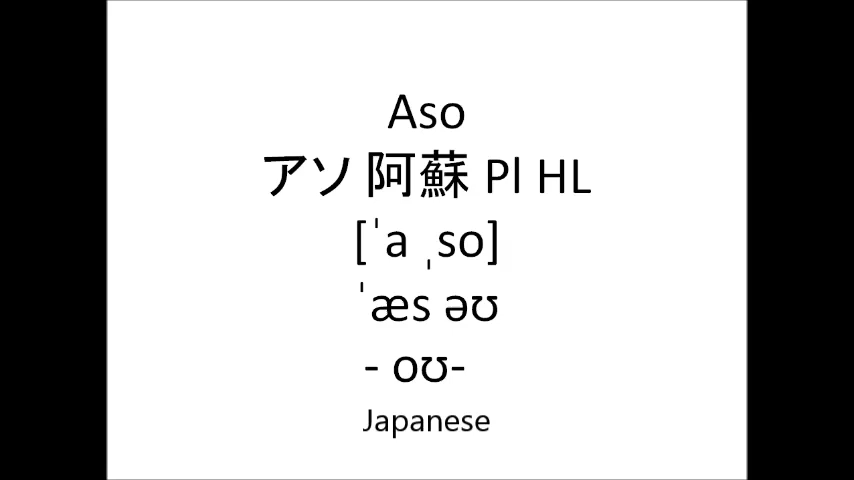 Aso
アソ 阿蘇 Pl HL
[ˈa ˌso]
ˈæs əʊ
- oʊ-
Japanese